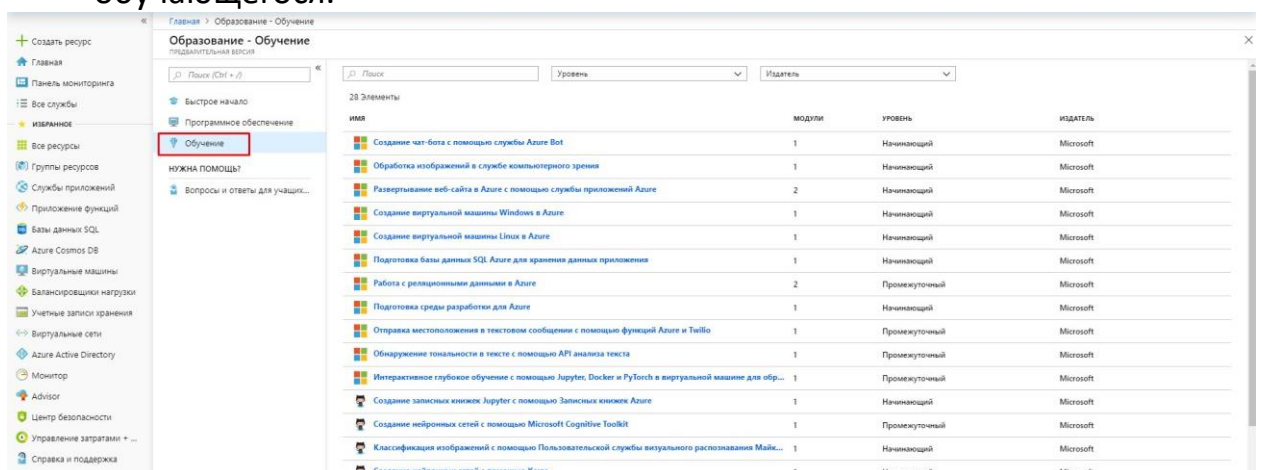 обучающегося.
Главная > Образование - Обучение
Создать ресурс
Главная
Панель мониторинга
Все службы
ИЗБРАННОЕ
Все ресурсы
Группы ресурсов
Службы приложений
Приложение функций
Базы данных SQL
Azure Cosmos DB
Виртуальные машины
Балансировщики нагрузки
Учетные записи хранения
Виртуальные сети
Azure Active Directory
Монитор
Advisor
Центр безопасности
Управление затратами + ...
Справка и поддержка
Образование - Обучение
ПРЕДВАРИТЕЛЬНАЯ ВЕРСИЯ
Поиск (Ctrl + /)
Быстрое начало
Программное обеспечение
Обучение
НУЖНА ПОМОЩЬ?
Вопросы и ответы для учащих...
Поиск Уровень Издатель
28 Элементы
ИМЯ МОДУЛИ УРОВЕНЬ ИЗДАТЕЛЬ
Создание чат-бота с помощью службы Azure Bot 1 Начинающий Microsoft
Обработка изображений в службе компьютерного зрения 1 Начинающий Microsoft
Развертывание веб-сайта в Azure с помощью службы приложений Azure 2 Начинающий Microsoft
Создание виртуальной машины Windows в Azure 1 Начинающий Microsoft
Создание виртуальной машины Linux в Azure 1 Начинающий Microsoft
Подготовка базы данных SQL Azure для хранения данных приложения 1 Начинающий Microsoft
Работа с реляционными данными в Azure 2 Промежуточный Microsoft
Подготовка среды разработки для Azure 1 Начинающий Microsoft
Отправка местоположения в текстовом сообщении с помощью функций Azure и Twilio 1 Промежуточный Microsoft
Обнаружение тональности в тексте с помощью API анализа текста 1 Промежуточный Microsoft
Интерактивное глубокое обучение с помощью Jupyter, Docker и PyTorch в виртуальной машине для обр... 1 Промежуточный Microsoft
Создание записных книжек Jupyter с помощью Записных книжек Azure 1 Начинающий Microsoft
Создание нейронных сетей с помощью Microsoft Cognitive Toolkit 1 Промежуточный Microsoft
Классификация изображений с помощью Пользовательской службы визуального распознавания Майк... 1 Начинающий Microsoft